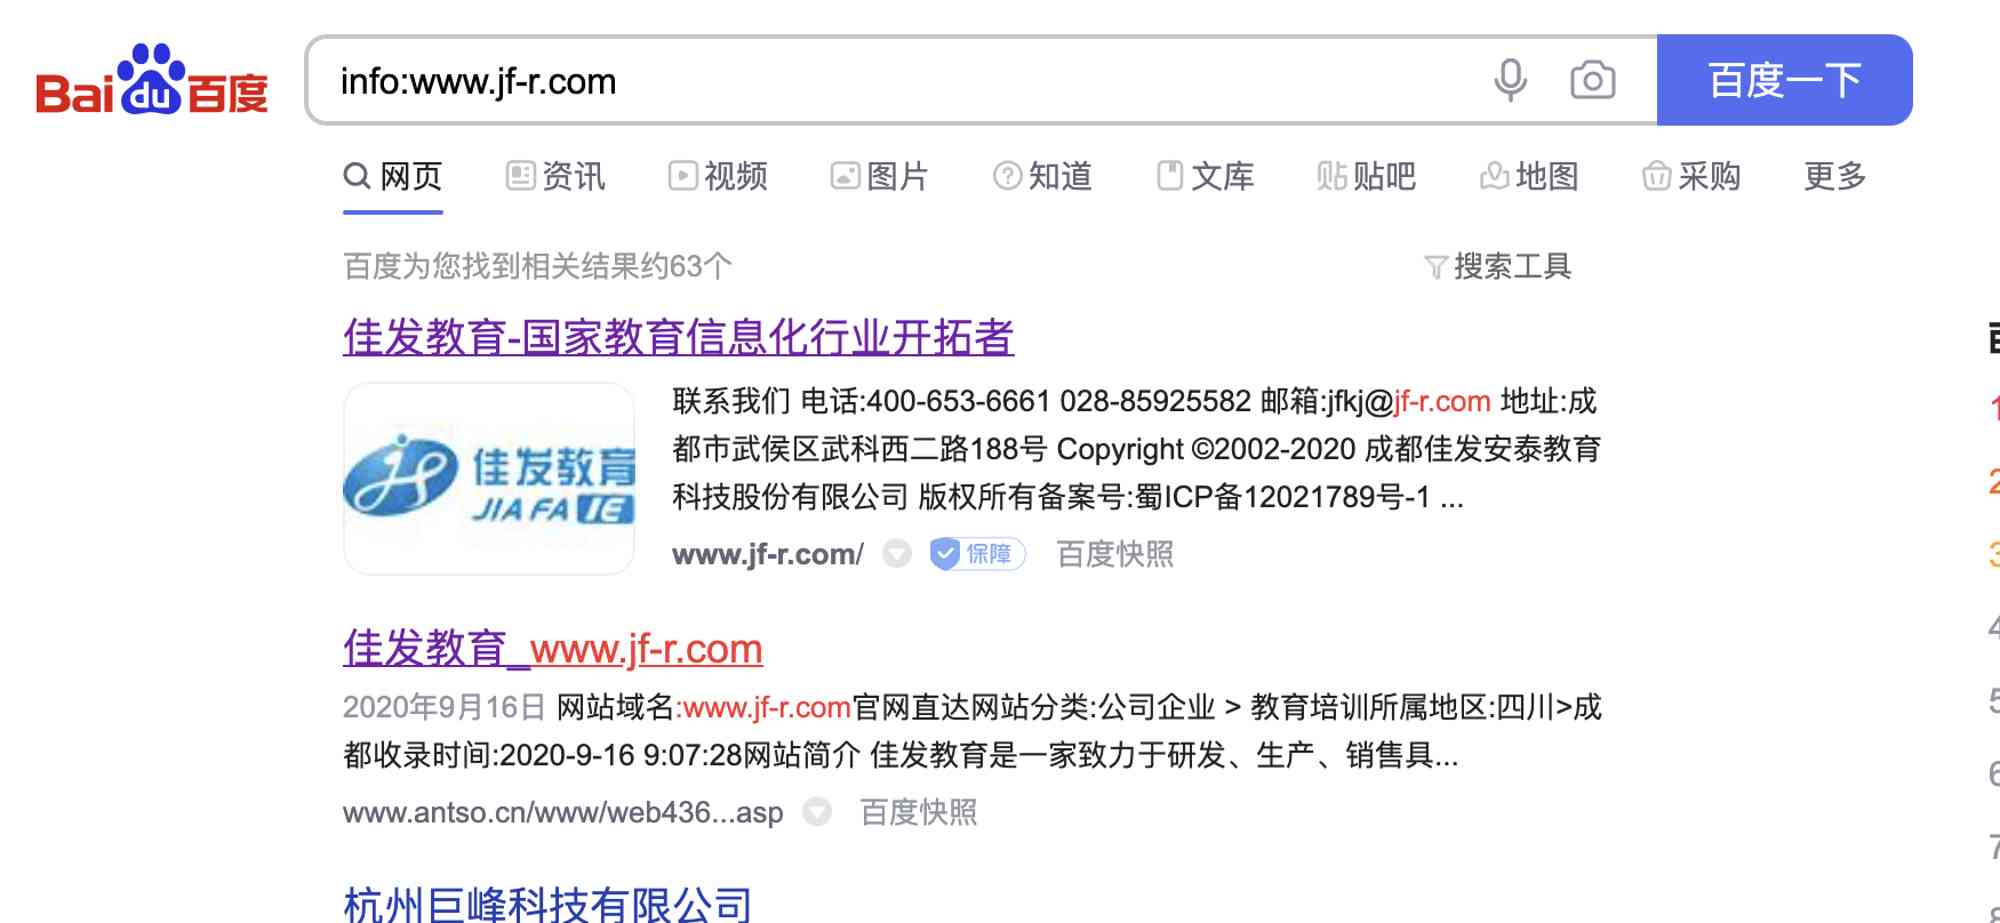 Bai du 百度
info:www.jf-r.com
百度一下
网页 资讯 视频 图片 知道 文库 贴贴吧 地图 采购 更多
百度为您找到相关结果约63个 搜索工具
佳发教育-国家教育信息化行业开拓者
佳发教育
JIAFA IE
联系我们 电话:400-653-6661 028-85925582 邮箱:jfkj@jf-r.com 地址:成
都市武侯区武科西二路188号 Copyright ©2002-2020 成都佳发安泰教育
科技股份有限公司 版权所有备案号:蜀ICP备12021789号-1 ...
www.jf-r.com/ 保障 百度快照
佳发教育_www.jf-r.com
2020年9月16日 网站域名:www.jf-r.com官网直达网站分类:公司企业 > 教育培训所属地区:四川>成
都收录时间:2020-9-16 9:07:28网站简介 佳发教育是一家致力于研发、生产、销售具...
www.antso.cn/www/web436...asp 百度快照
杭州巨峰科技有限公司
1
2
3
4
5
6
7
8